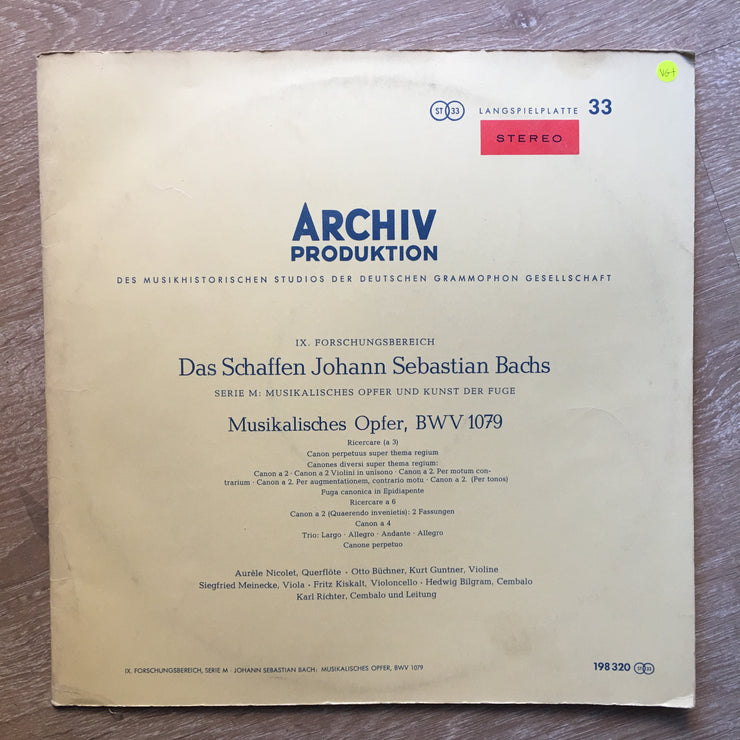 VG+
ST 33 LANGSPIELPLATTE 33
STEREO
ARCHIV
PRODUKTION
DES MUSIKHISTORISCHEN STUDIOS DER DEUTSCHEN GRAMMOPHON GESELLSCHAFT
IX. FORSCHUNGSBEREICH
Das Schaffen Johann Sebastian Bachs
SERIE M: MUSIKALISCHES OPFER UND KUNST DER FUGE
Musikalisches Opfer, BWV 1079
Ricercare (a 3)
Canon perpetuus super thema regium
Canones diversi super thema regium:
Canon a 2 · Canon a 2 Violini in unisono · Canon a 2. Per motum con-
trarium · Canon a 2. Per augmentationem, contrario motu · Canon a 2. (Per tonos)
Fuga canonica in Epidiapente
Ricercare a 6
Canon a 2 (Quaerendo invenietis): 2 Fassungen
Canon a 4
Trio: Largo · Allegro · Andante · Allegro
Canone perpetuo
Aurèle Nicolet, Querflöte · Otto Büchner, Kurt Guntner, Violine
Siegfried Meinecke, Viola · Fritz Kiskalt, Violoncello · Hedwig Bilgram, Cembalo
Karl Richter, Cembalo und Leitung
IX. FORSCHUNGSBEREICH, SERIE M · JOHANN SEBASTIAN BACH: MUSIKALISCHES OPFER, BWV 1079
198 320 ST 33